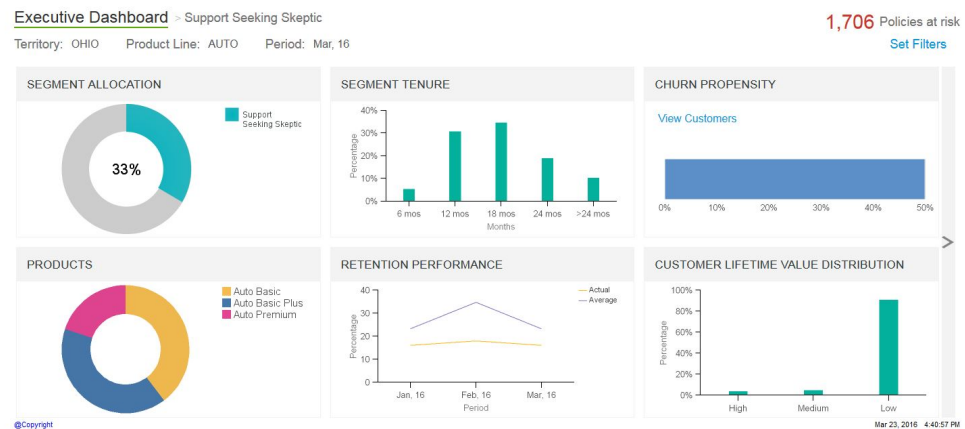 Executive Dashboard > Support Seeking Skeptic
1,706 Policies at risk
Territory: OHIO Product Line: AUTO Period: Mar, 16
Set Filters
SEGMENT ALLOCATION
Support
Seeking Skeptic
33%
SEGMENT TENURE
40%
30%
20%
10%
0%
Percentage
6 mos 12 mos 18 mos 24 mos >24 mos
Months
CHURN PROPENSITY
View Customers
0% 10% 20% 30% 40% 50%
>
PRODUCTS
Auto Basic
Auto Basic Plus
Auto Premium
RETENTION PERFORMANCE
Actual
Average
40
30
20
10
0
Percentage
Jan, 16 Feb, 16 Mar, 16
Period
CUSTOMER LIFETIME VALUE DISTRIBUTION
100%
80%
60%
40%
20%
0%
Percentage
High Medium Low
@Copyright
Mar 23, 2016 4:40:57 PM